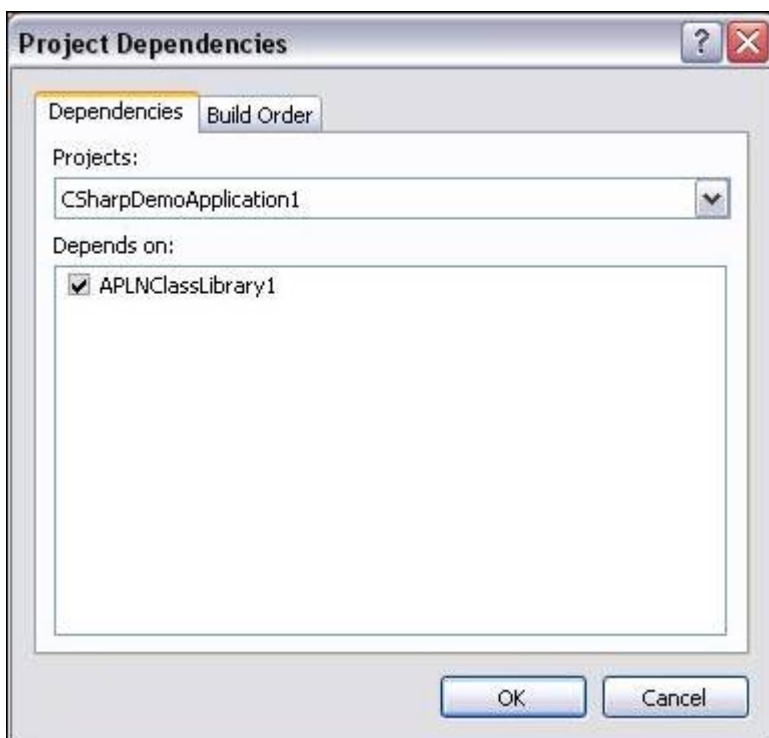 Project Dependencies
?
Dependencies
Build Order
Projects:
CSharpDemoApplication1
Depends on:
APLNClassLibrary1
OK
Cancel